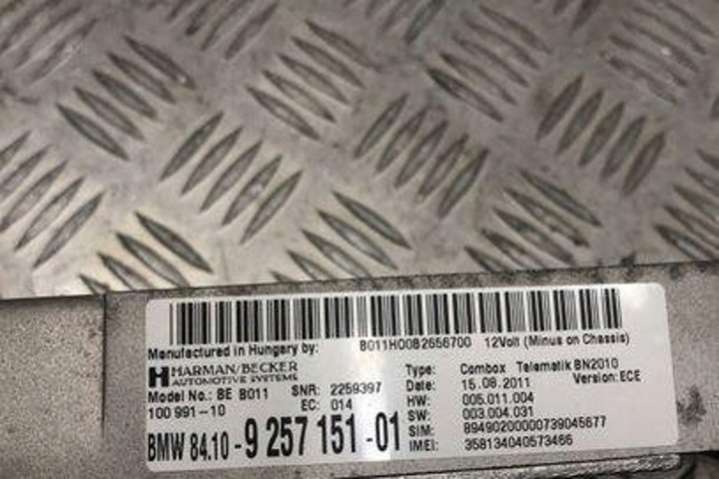 B011H0082656700 12Volt (Minus on Chassis)
Manufactured in Hungary by:
HARMAN/BECKER
AUTOMOTIVE SYSTEMS
Model No.: BE B011 SNR: 2259397
100 991-10 EC: 014
BMW 84.10 - 9 257 151 - 01
Type: Combox Telematik BN2010
Date: 15.08.2011 Version: ECE
HW: 005.011.004
SW: 003.004.031
SIM: 89490200000739045677
IMEI: 358134040573466